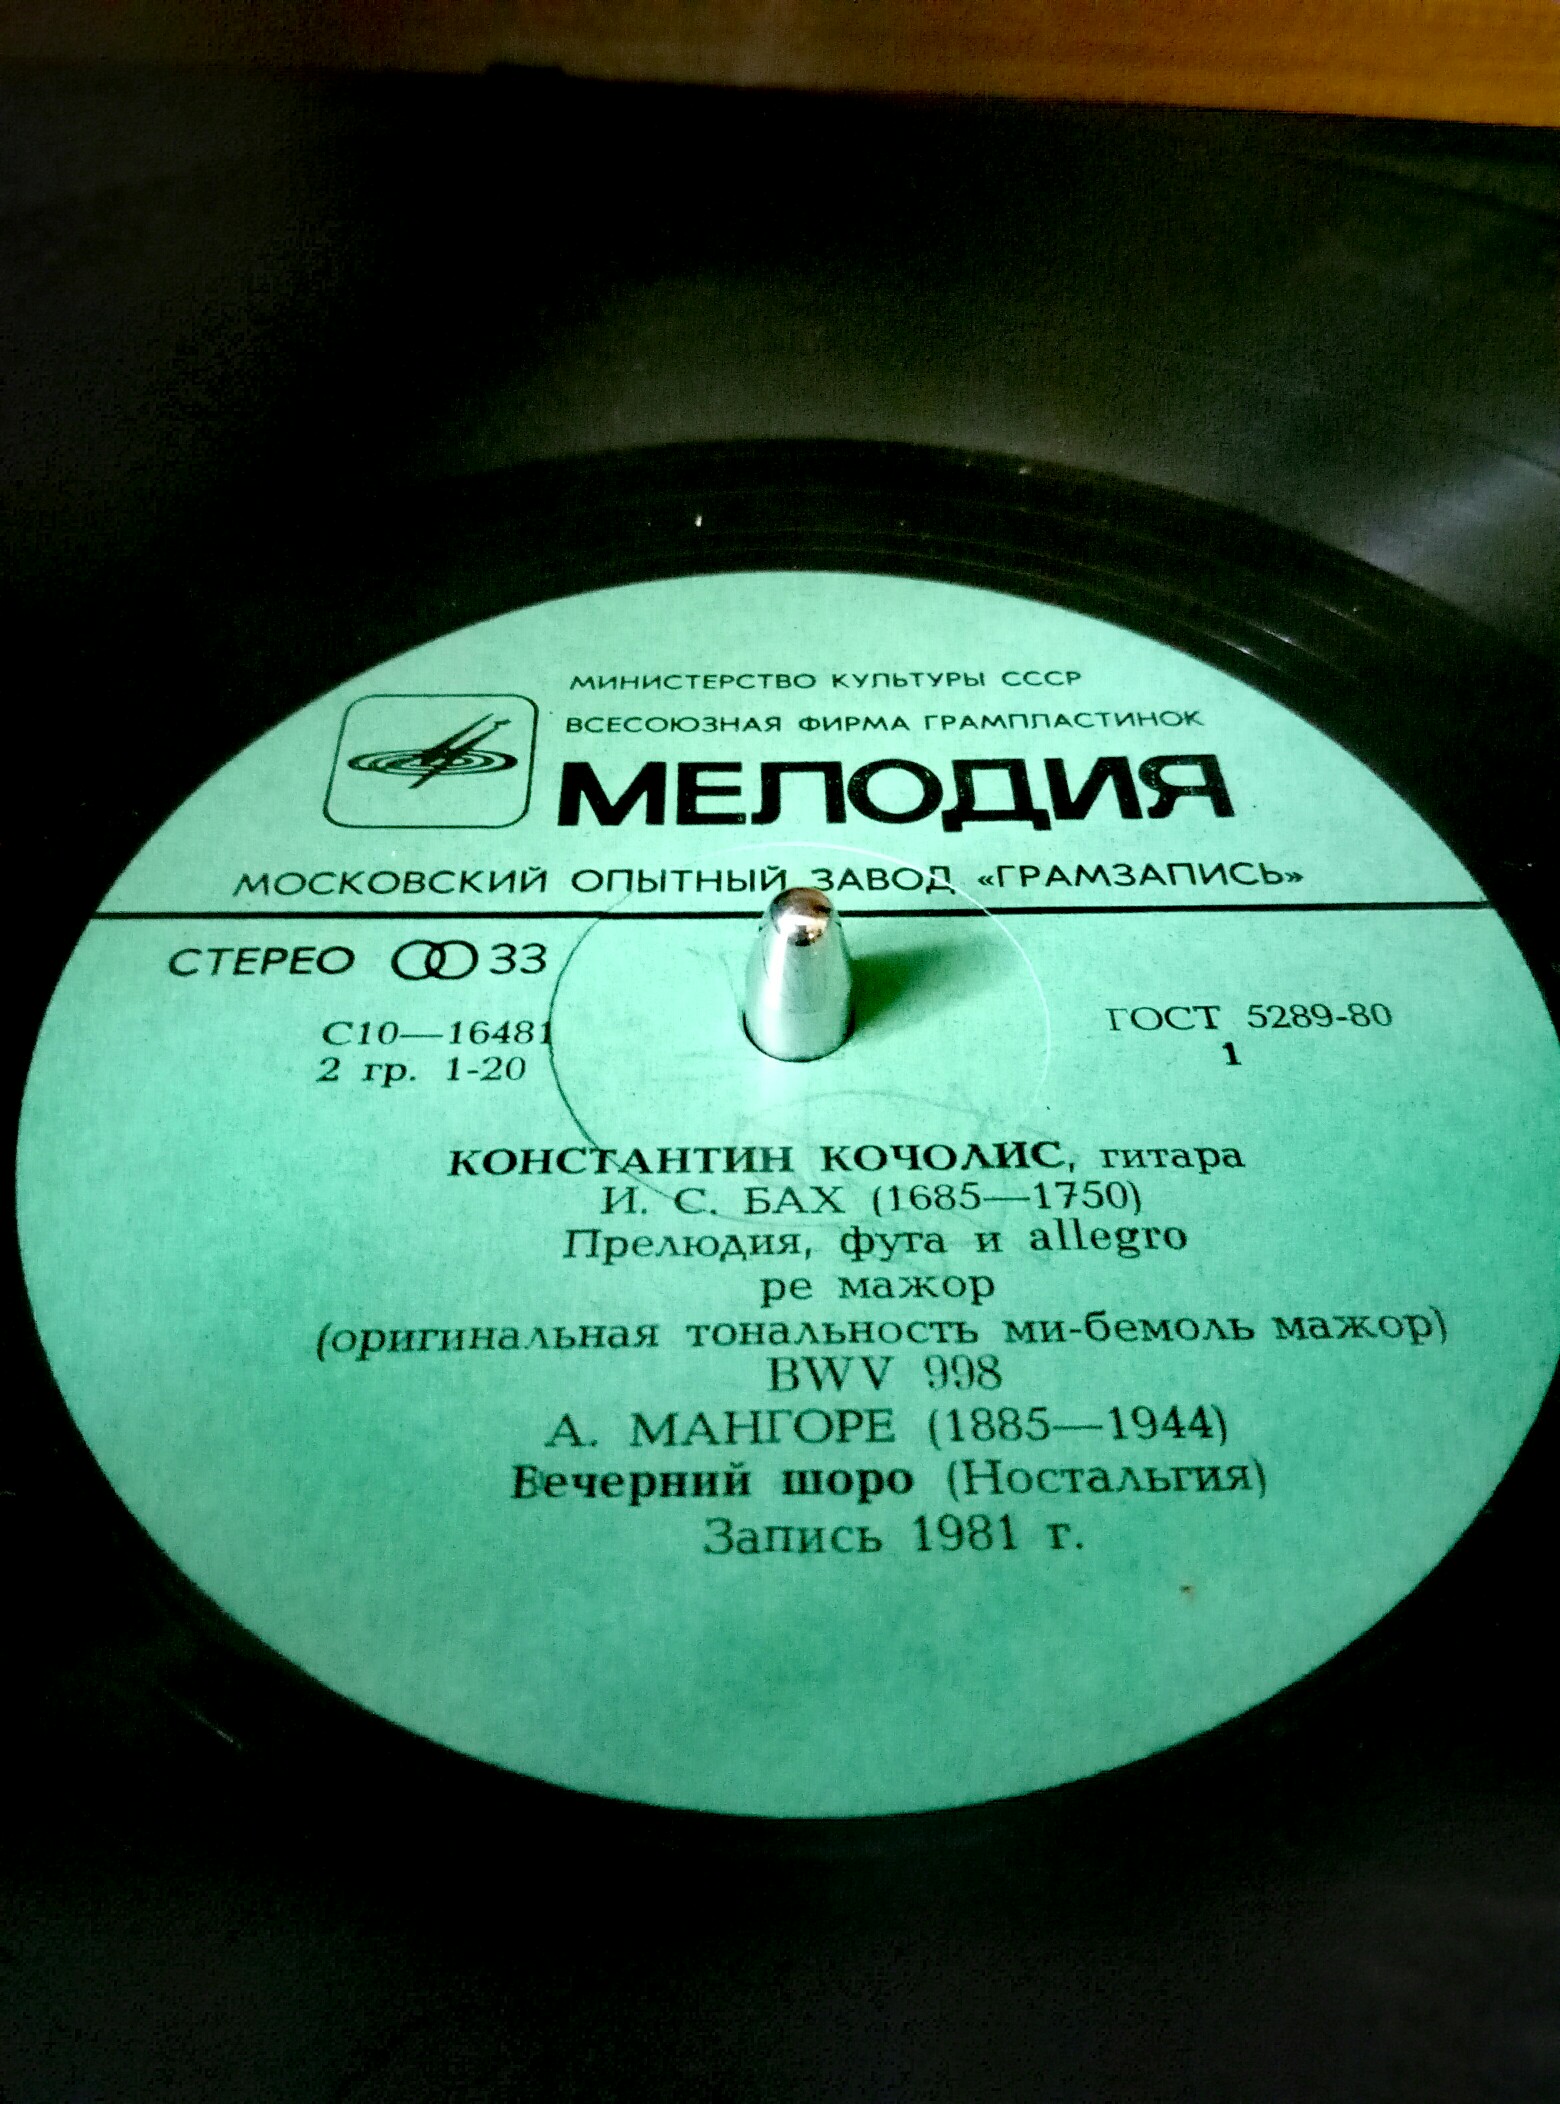 МИНИСТЕРСТВО КУЛЬТУРЫ СССР
ВСЕСОЮЗНАЯ ФИРМА ГРАМПЛАСТИНОК
МЕЛОДИЯ
МОСКОВСКИЙ ОПЫТНЫЙ ЗАВОД «ГРАМЗАПИСЬ»
СТЕРЕО 33
С10—16481
ГОСТ 5289-80
2 гр. 1-20
1
КОНСТАНТИН КОЧОЛИС, гитара
И. С. БАХ (1685—1750)
Прелюдия, фуга и allegro
ре мажор
(оригинальная тональность ми-бемоль мажор)
BWV 998
А. МАНГОРЕ (1885—1944)
Вечерний шоро (Ностальгия)
Запись 1981 г.